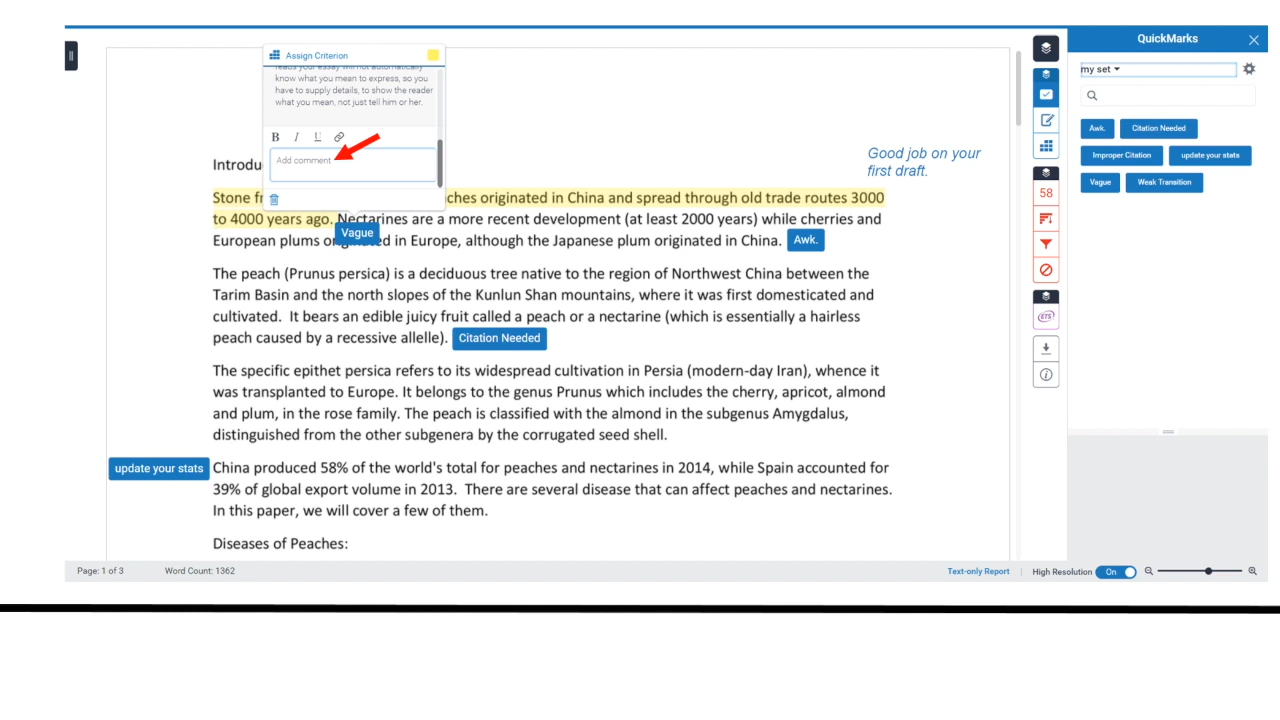 Assign Criterion
reads your essay will not automatically
know what you mean to express, so you
have to supply details, to show the reader
what you mean, not just tell him or her.
B I U
Add comment
Introdu
Good job on your
first draft.
Stone fr
ches originated in China and spread through old trade routes 3000
to 4000 years ago. Nectarines are a more recent development (at least 2000 years) while cherries and
Vague
European plums originated in Europe, although the Japanese plum originated in China. Awk.
The peach (Prunus persica) is a deciduous tree native to the region of Northwest China between the
Tarim Basin and the north slopes of the Kunlun Shan mountains, where it was first domesticated and
cultivated. It bears an edible juicy fruit called a peach or a nectarine (which is essentially a hairless
peach caused by a recessive allelle). Citation Needed
The specific epithet persica refers to its widespread cultivation in Persia (modern-day Iran), whence it
was transplanted to Europe. It belongs to the genus Prunus which includes the cherry, apricot, almond
and plum, in the rose family. The peach is classified with the almond in the subgenus Amygdalus,
distinguished from the other subgenera by the corrugated seed shell.
update your stats China produced 58% of the world's total for peaches and nectarines in 2014, while Spain accounted for
39% of global export volume in 2013. There are several disease that can affect peaches and nectarines.
In this paper, we will cover a few of them.
Diseases of Peaches:
58
ETS
QuickMarks
my set
Awk. Citation Needed
Improper Citation update your stats
Vague Weak Transition
Page: 1 of 3 Word Count: 1362 Text-only Report High Resolution On